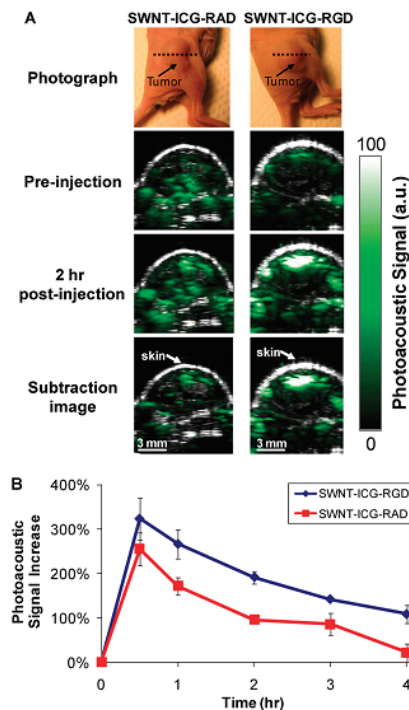 A
SWNT-ICG-RAD
SWNT-ICG-RGD
Photograph
Tumor
Tumor
Pre-injection
2 hr
post-injection
Subtraction
image
skin
skin
3 mm
3 mm
100
Photoacoustic Signal (a.u.)
0
B
Photoacoustic
Signal Increase
400%
300%
200%
100%
0%
SWNT-ICG-RGD
SWNT-ICG-RAD
0
1
2
3
4
Time (hr)